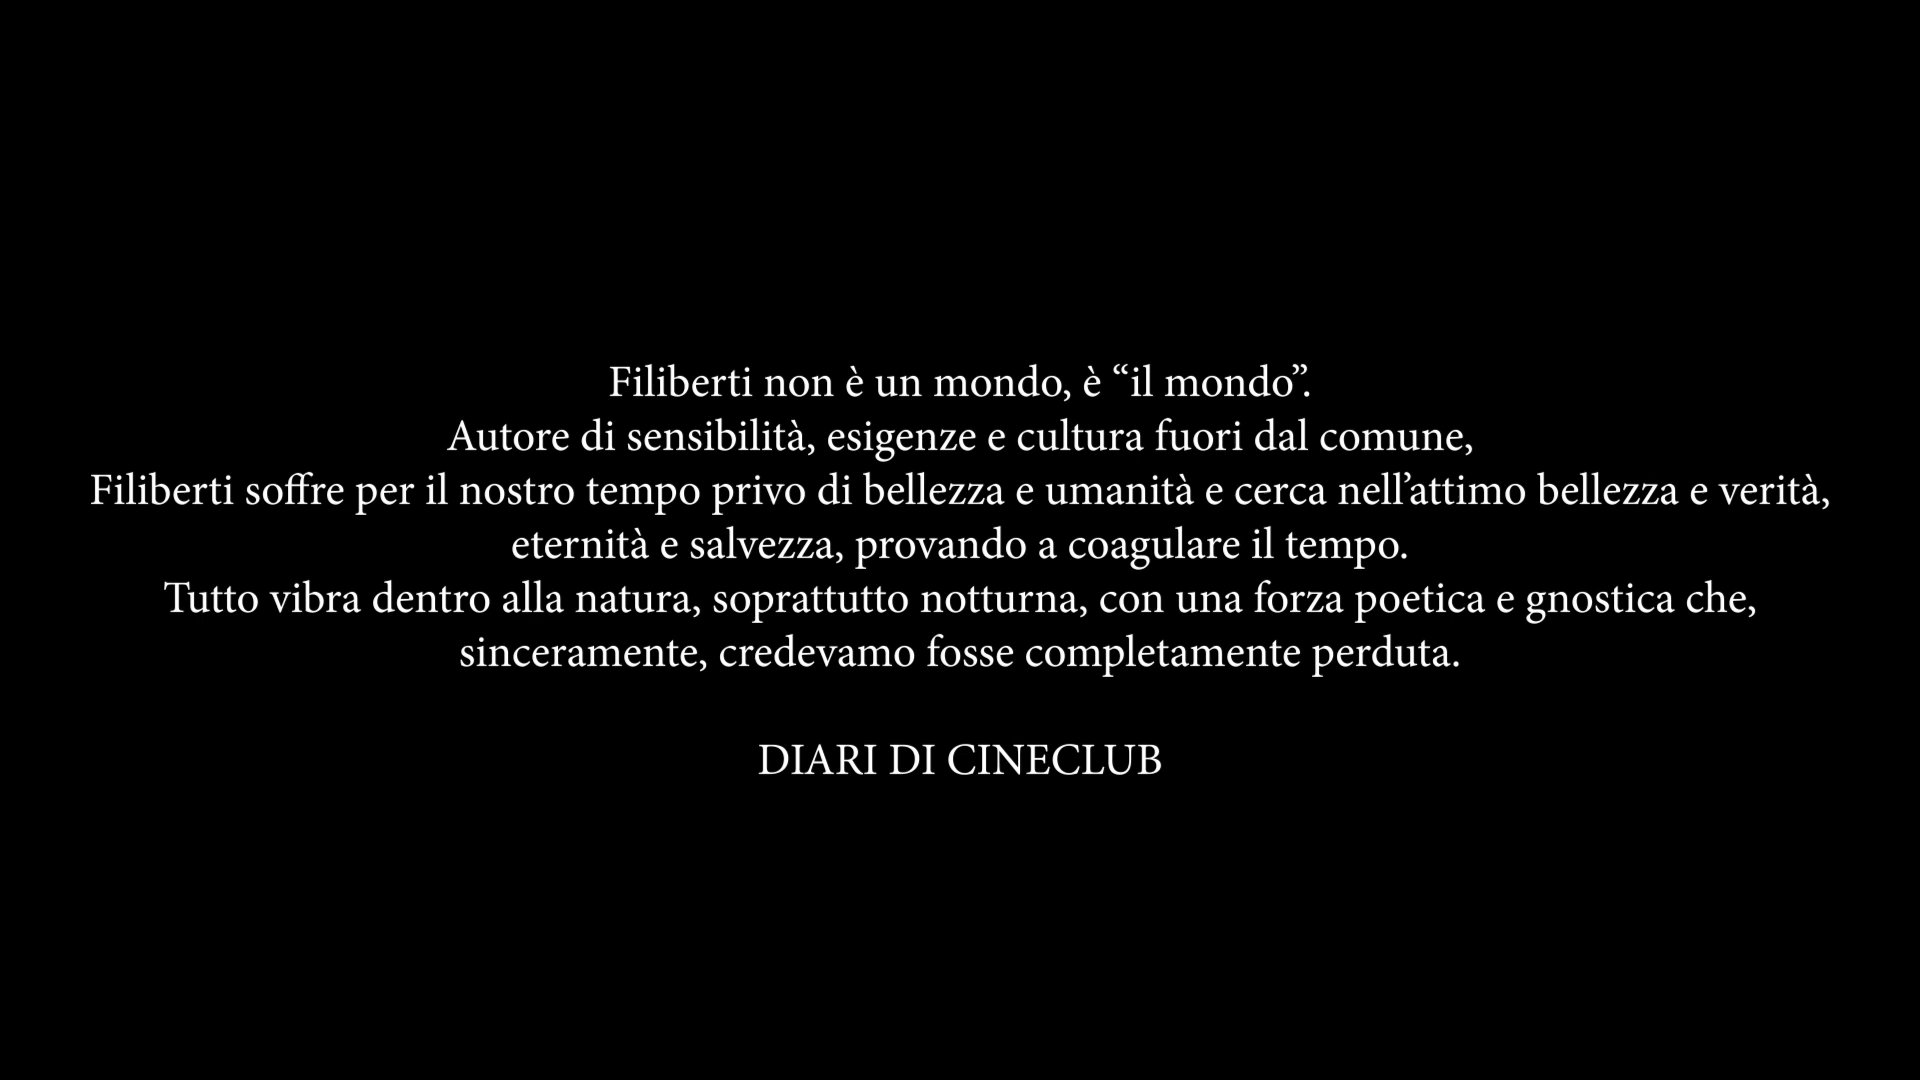 Filiberti non è un mondo, è “il mondo”.
Autore di sensibilità, esigenze e cultura fuori dal comune,
Filiberti soffre per il nostro tempo privo di bellezza e umanità e cerca nell’attimo bellezza e verità,
eternità e salvezza, provando a coagulare il tempo.
Tutto vibra dentro alla natura, soprattutto notturna, con una forza poetica e gnostica che,
sinceramente, credevamo fosse completamente perduta.
DIARI DI CINECLUB